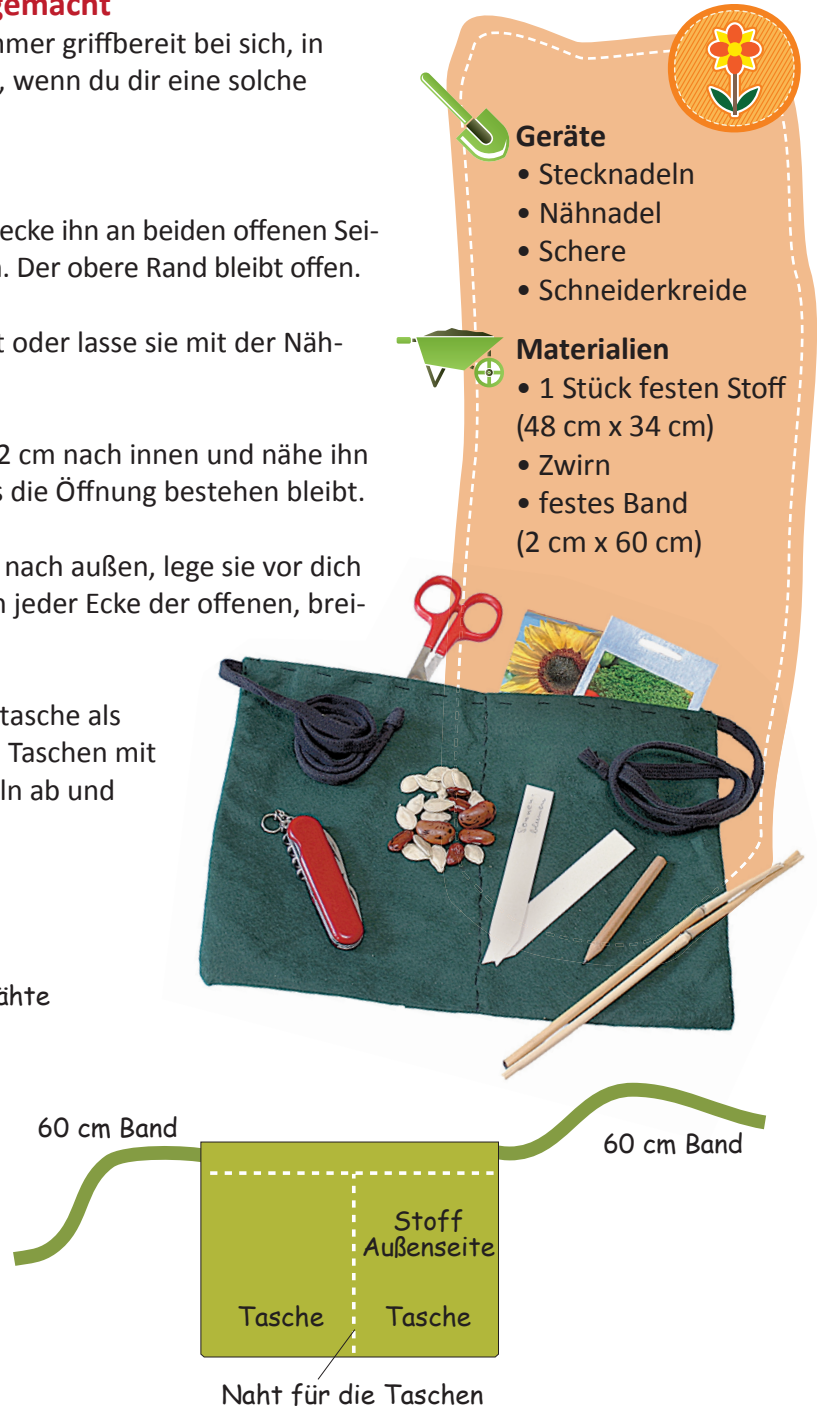 gemacht
mmer griffbereit bei sich, in
, wenn du dir eine solche
ecke ihn an beiden offenen Sei-
. Der obere Rand bleibt offen.
t oder lasse sie mit der Näh-
2 cm nach innen und nähe ihn
s die Öffnung bestehen bleibt.
nach außen, lege sie vor dich
n jeder Ecke der offenen, brei-
tasche als
Taschen mit
ln ab und
ähte
Geräte
• Stecknadeln
• Nähnadel
• Schere
• Schneiderkreide
Materialien
• 1 Stück festen Stoff
(48 cm x 34 cm)
• Zwirn
• festes Band
(2 cm x 60 cm)
60 cm Band
60 cm Band
Stoff
Außenseite
Tasche
Tasche
Naht für die Taschen